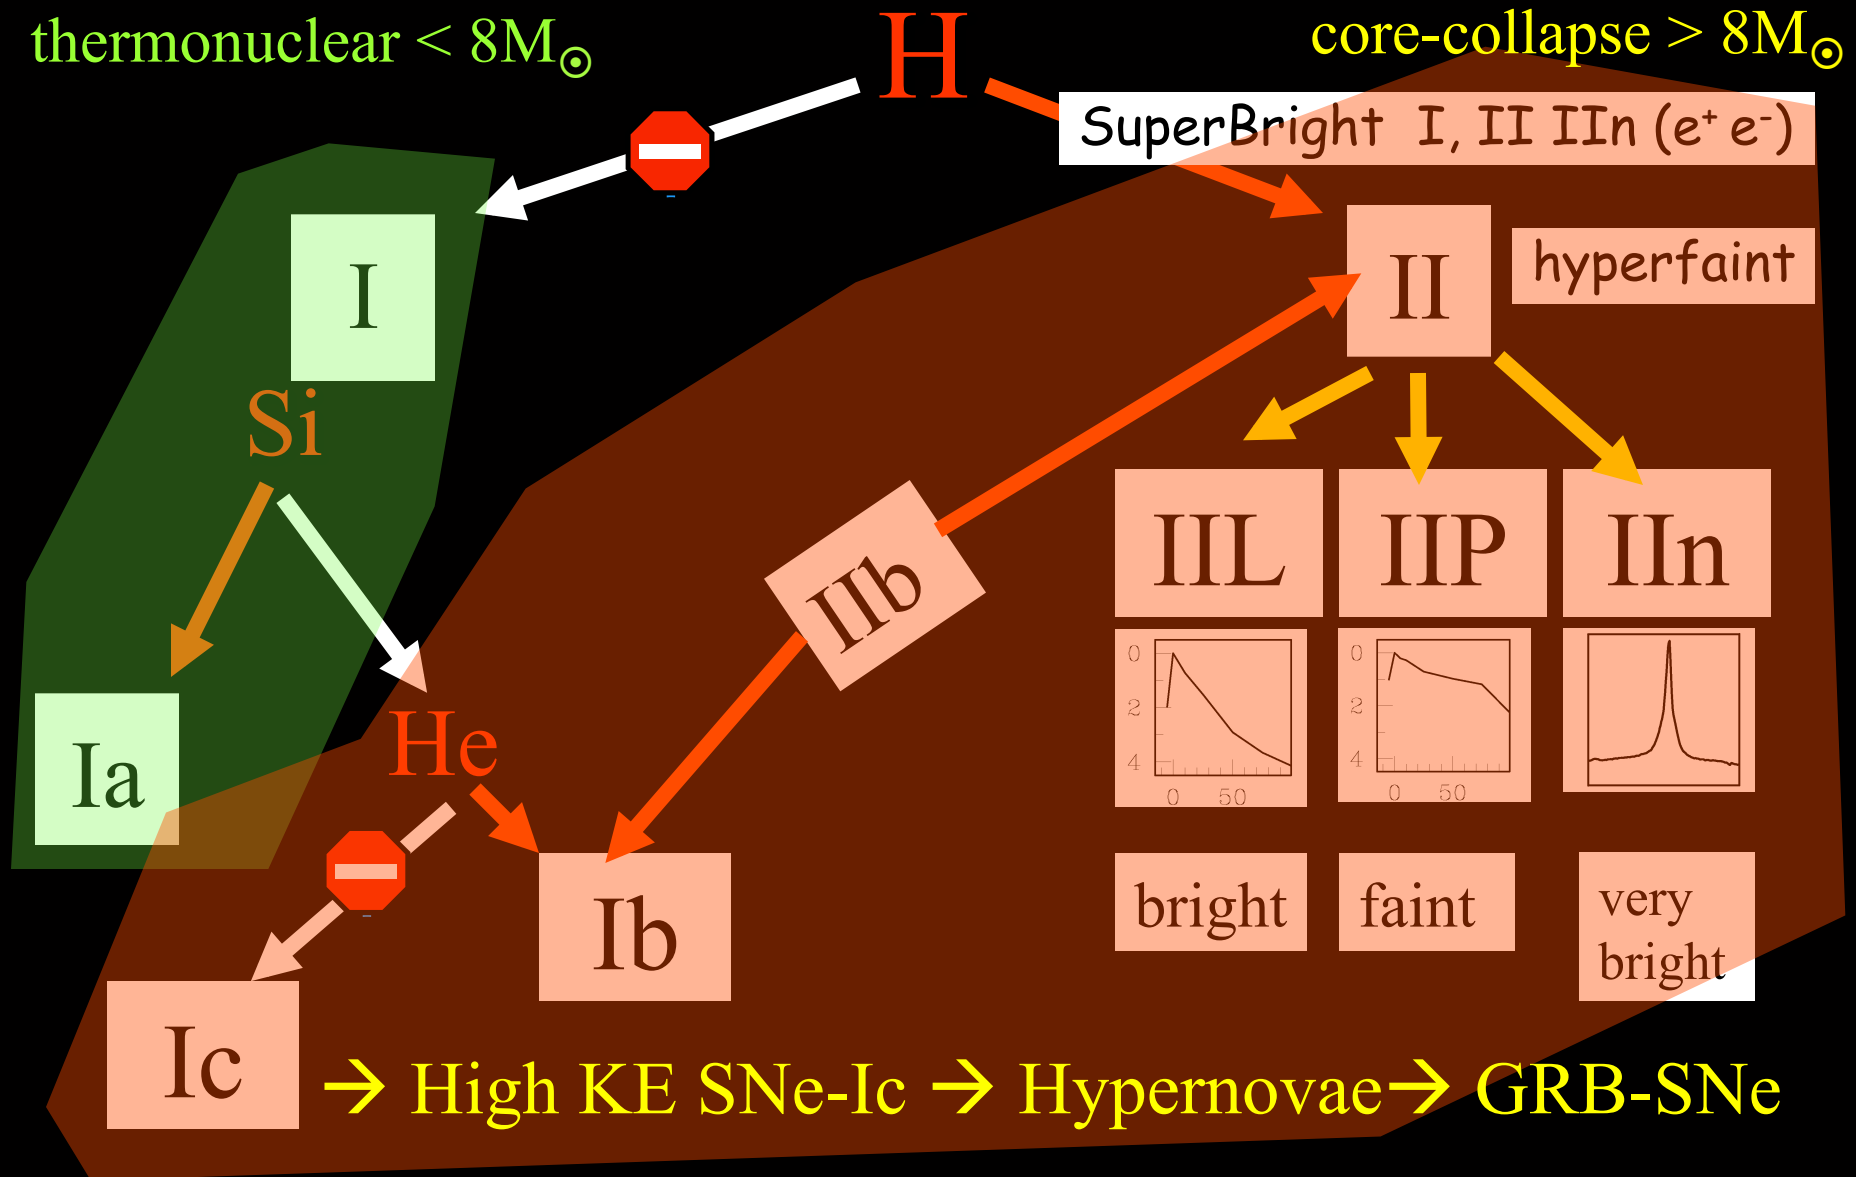 thermonuclear < 8M☉
H
core-collapse > 8M☉
SuperBright I, II IIn (e⁺ e⁻)
I
II
hyperfaint
Si
IIb
IIL
IIP
IIn
0
2
4
0 50
0
2
4
0 50
Ia
He
Ib
bright
faint
very
bright
Ic
→ High KE SNe-Ic → Hypernovae → GRB-SNe